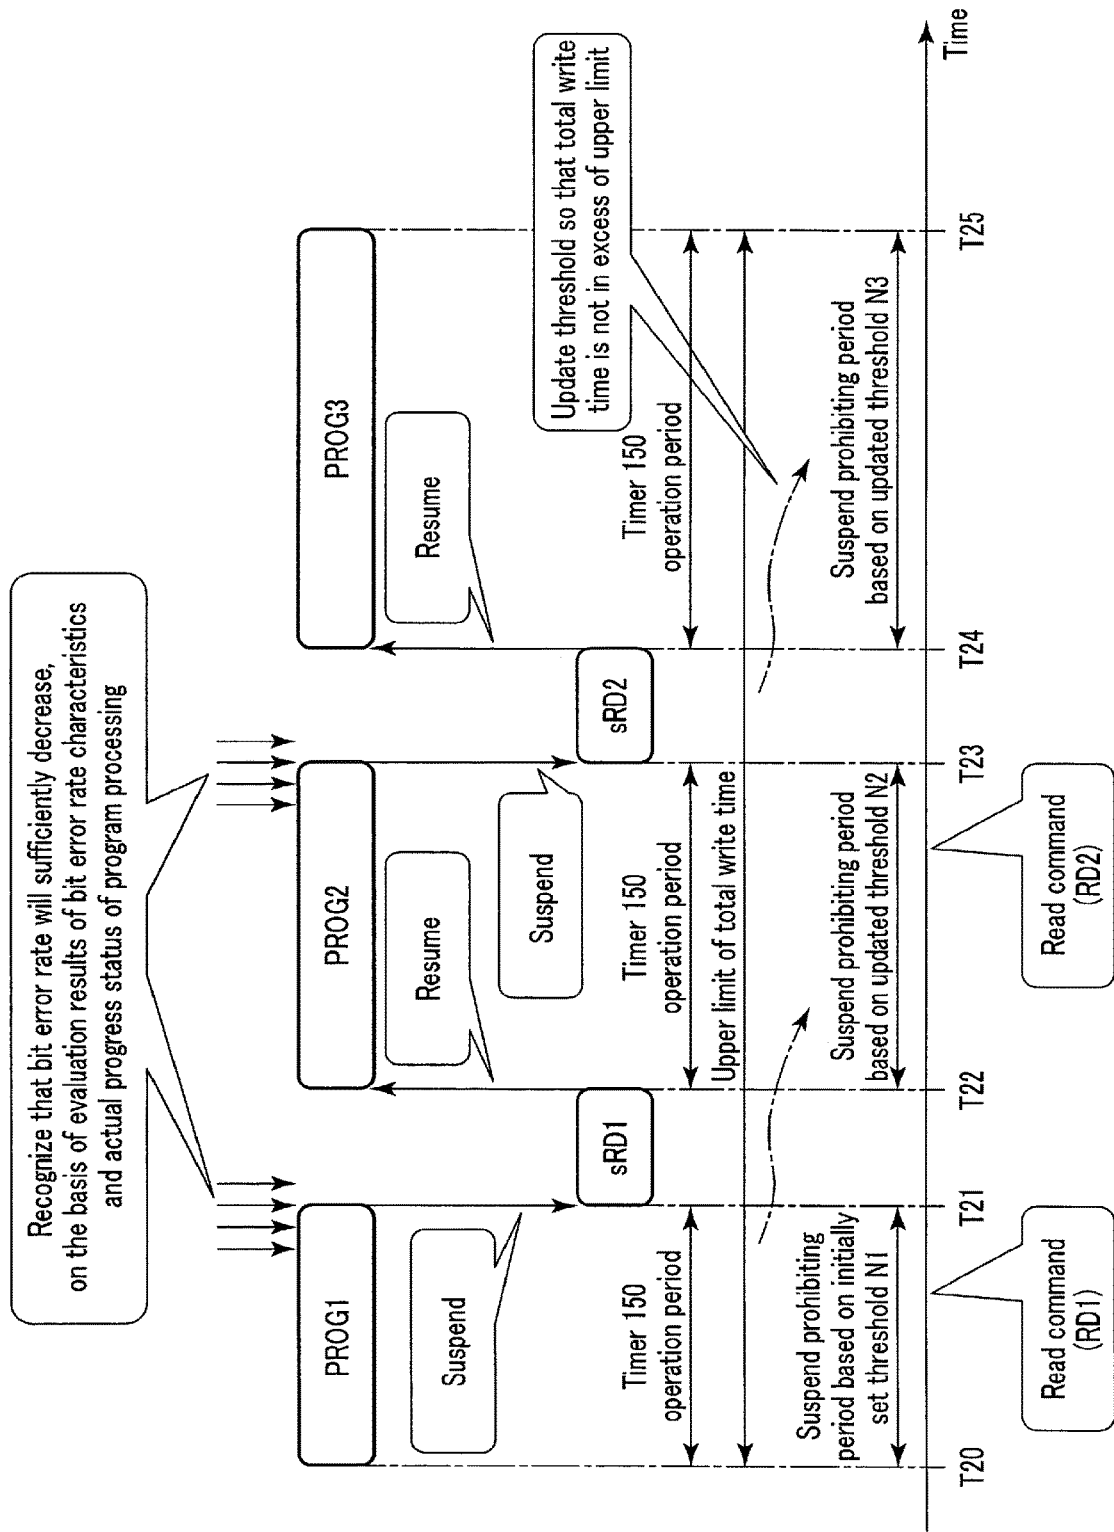 Recognize that bit error rate will sufficiently decrease,
on the basis of evaluation results of bit error rate characteristics
and actual progress status of program processing
PROG1
PROG2
PROG3
Suspend
Resume
Suspend
Resume
sRD1
sRD2
Update threshold so that total write
time is not in excess of upper limit
Timer 150
operation period
Timer 150
operation period
Timer 150
operation period
Upper limit of total write time
Suspend prohibiting
period based on initially
set threshold N1
Suspend prohibiting period
based on updated threshold N2
Suspend prohibiting period
based on updated threshold N3
T20
T21
T22
T23
T24
T25
Time
Read command
(RD1)
Read command
(RD2)